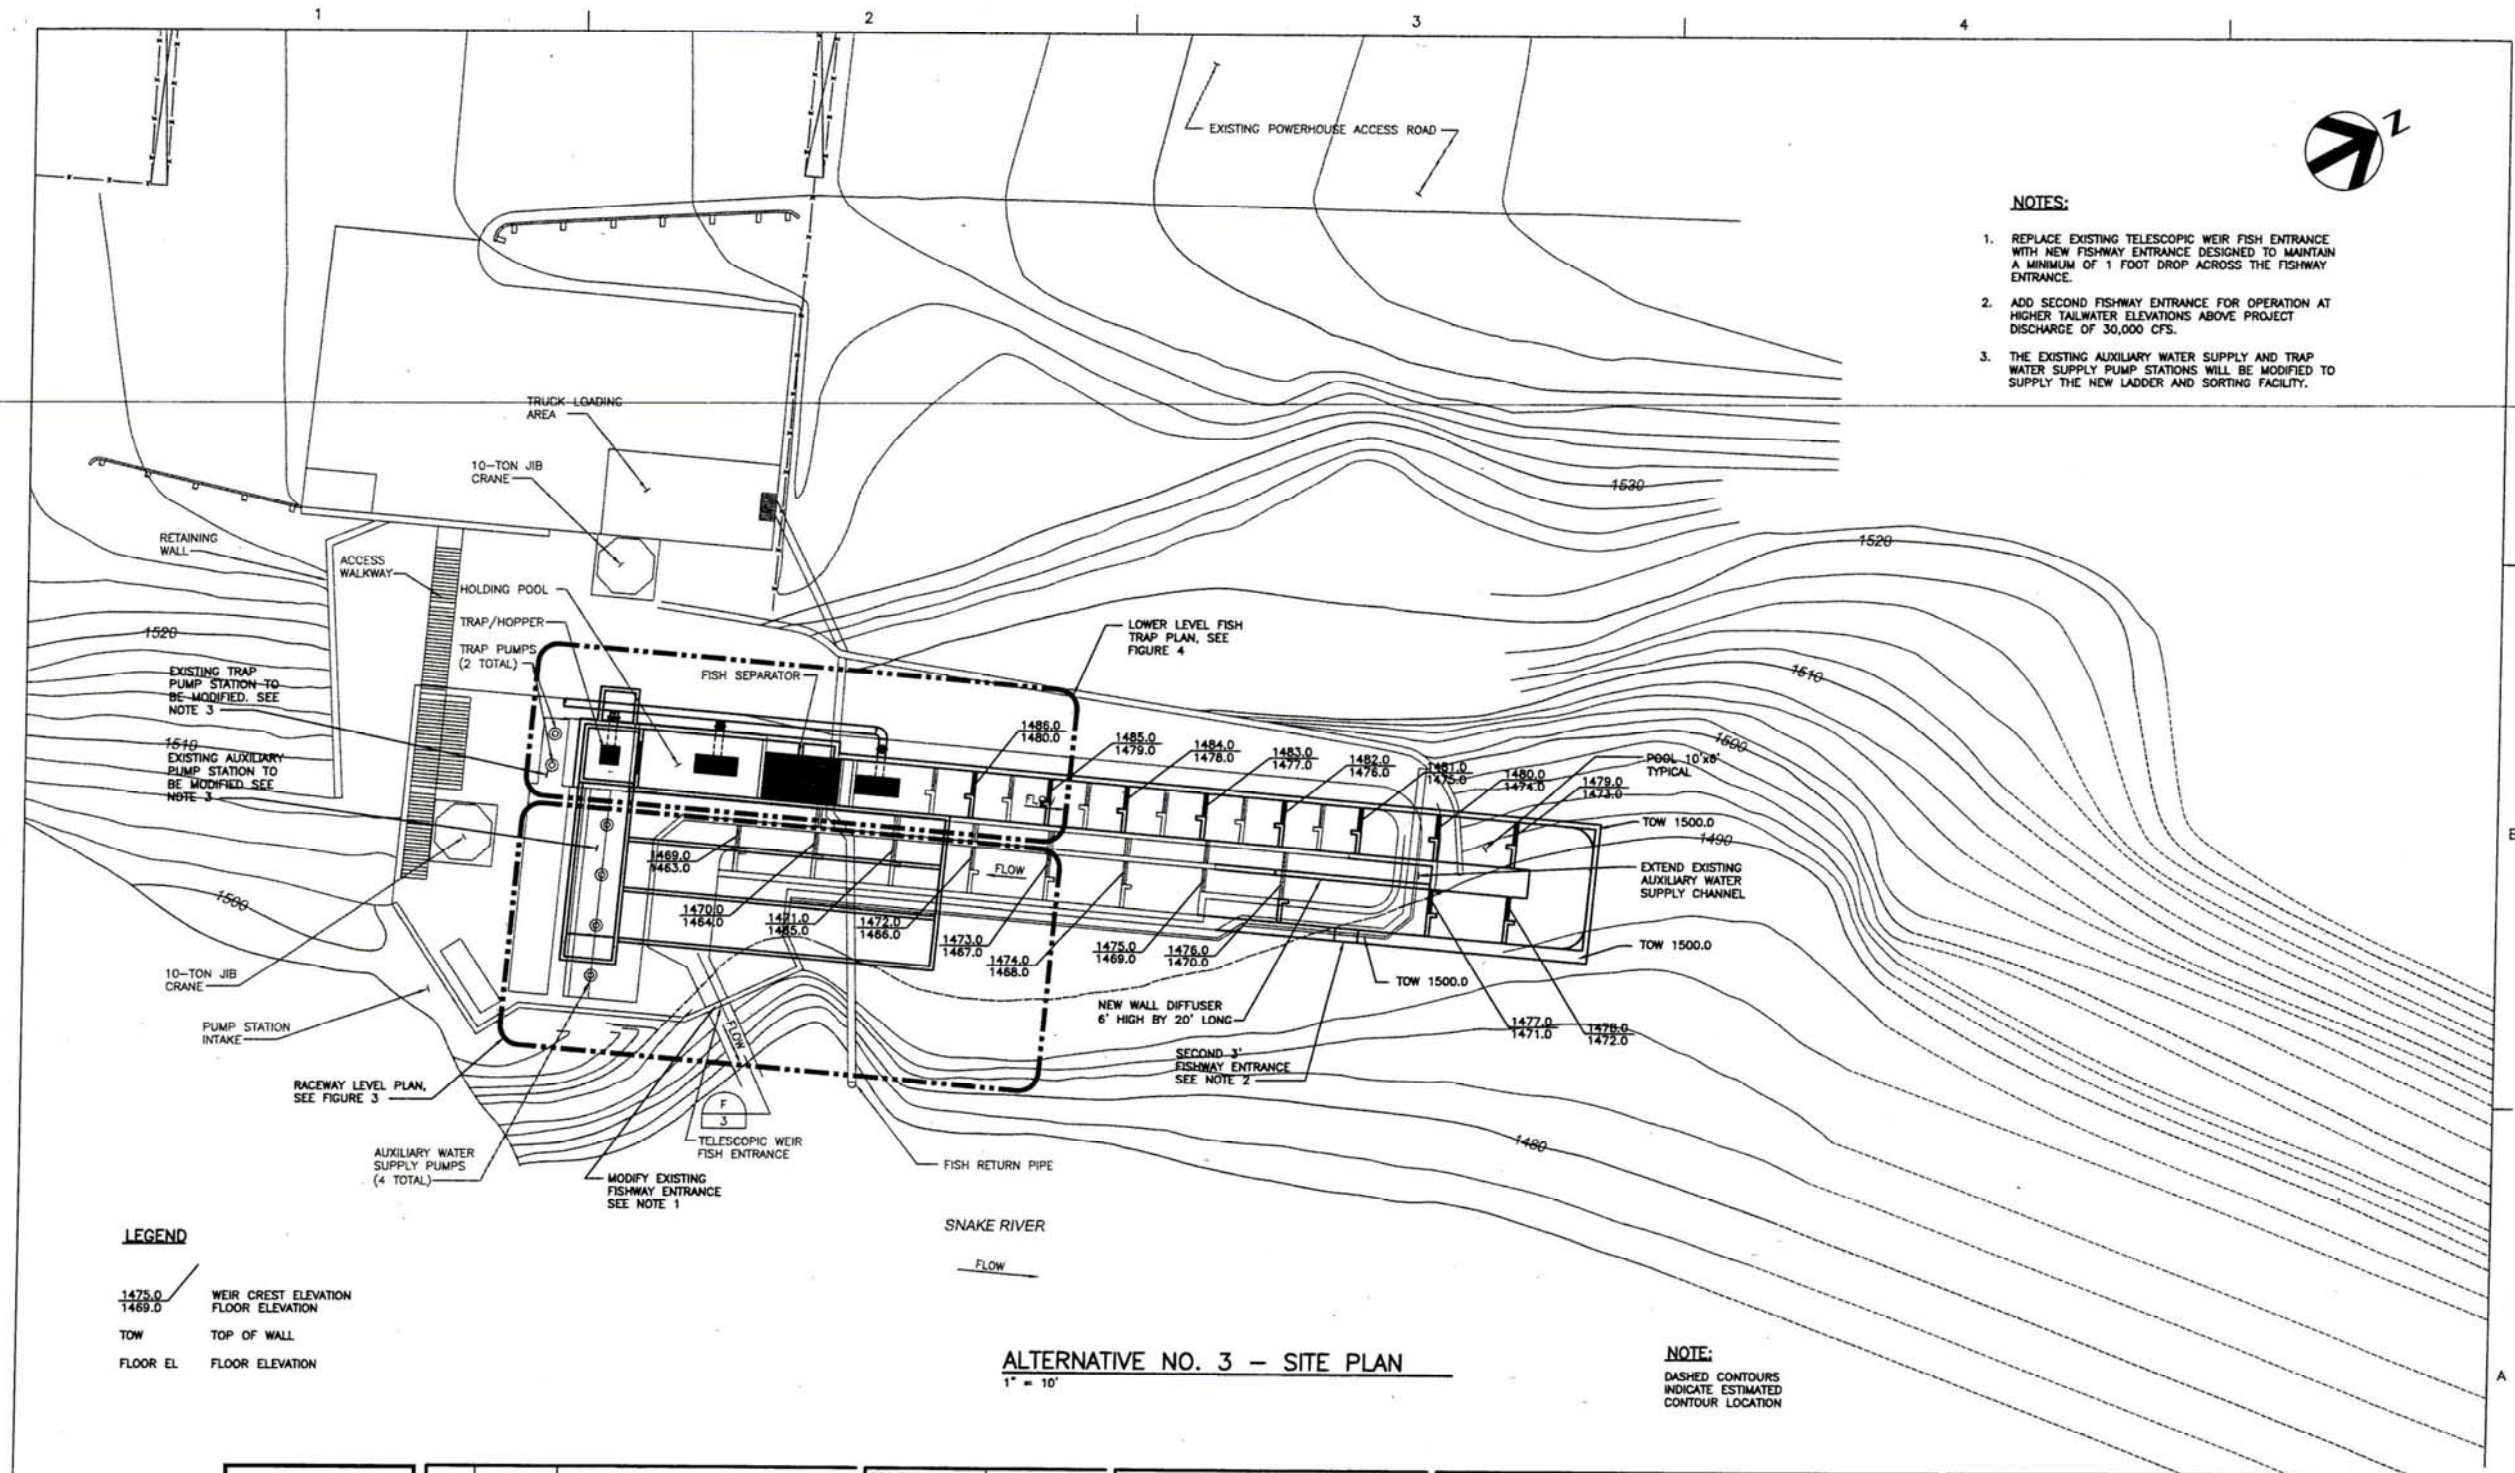 1
2
3
4
EXISTING POWERHOUSE ACCESS ROAD
Z
NOTES:
1. REPLACE EXISTING TELESCOPIC WEIR FISH ENTRANCE
WITH NEW FISHWAY ENTRANCE DESIGNED TO MAINTAIN
A MINIMUM OF 1 FOOT DROP ACROSS THE FISHWAY
ENTRANCE.
2. ADD SECOND FISHWAY ENTRANCE FOR OPERATION AT
HIGHER TAILWATER ELEVATIONS ABOVE PROJECT
DISCHARGE OF 30,000 CFS.
3. THE EXISTING AUXILIARY WATER SUPPLY AND TRAP
WATER SUPPLY PUMP STATIONS WILL BE MODIFIED TO
SUPPLY THE NEW LADDER AND SORTING FACILITY.
TRUCK LOADING
AREA
10-TON JIB
CRANE
1530
RETAINING
WALL
1520
ACCESS
WALKWAY
HOLDING POOL
TRAP/HOPPER
1520
LOWER LEVEL FISH
TRAP PLAN, SEE
FIGURE 4
TRAP PUMPS
(2 TOTAL)
EXISTING TRAP
PUMP STATION TO
BE MODIFIED. SEE
NOTE 3
FISH SEPARATOR
1510
1486.0
1480.0
1485.0
1479.0
1484.0
1478.0
1483.0
1477.0
1482.0
1476.0
1481.0
1475.0
1480.0
1474.0
1479.0
1473.0
1500
POOL 10'x8'
TYPICAL
1510
EXISTING AUXILIARY
PUMP STATION TO
BE MODIFIED SEE
NOTE 3
FLOW
TOW 1500.0
1490
B
1469.0
1463.0
FLOW
EXTEND EXISTING
AUXILIARY WATER
SUPPLY CHANNEL
1500
1470.0
1464.0
1471.0
1465.0
1472.0
1466.0
1473.0
1467.0
1474.0
1468.0
1475.0
1469.0
1476.0
1470.0
TOW 1500.0
10-TON JIB
CRANE
TOW 1500.0
NEW WALL DIFFUSER
6' HIGH BY 20' LONG
1477.0
1471.0
1478.0
1472.0
PUMP STATION
INTAKE
FLOW
SECOND 3'
FISHWAY ENTRANCE
SEE NOTE 2
RACEWAY LEVEL PLAN,
SEE FIGURE 3
F
3
TELESCOPIC WEIR
FISH ENTRANCE
1480
AUXILIARY WATER
SUPPLY PUMPS
(4 TOTAL)
FISH RETURN PIPE
MODIFY EXISTING
FISHWAY ENTRANCE
SEE NOTE 1
SNAKE RIVER
FLOW
LEGEND
1475.0 WEIR CREST ELEVATION
1469.0 FLOOR ELEVATION
TOW TOP OF WALL
FLOOR EL FLOOR ELEVATION
ALTERNATIVE NO. 3 - SITE PLAN
1" = 10'
NOTE:
DASHED CONTOURS
INDICATE ESTIMATED
CONTOUR LOCATION
A